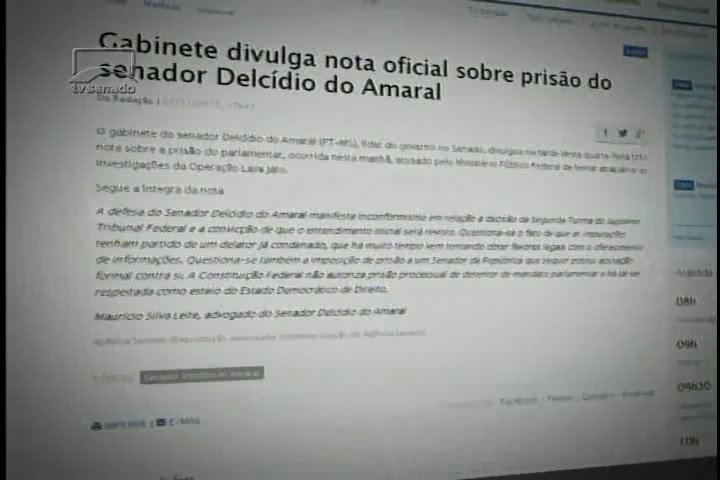 Gabinete divulga nota oficial sobre prisão do
senador Delcídio do Amaral
tv senado
Da Redação
O gabinete do senador Delcídio do Amaral (PT-MS), líder do governo no Senado, divulgou na tarde desta quarta-feira (25)
nota sobre a prisão do parlamentar, ocorrida nesta manhã, acusado pelo Ministério Público Federal de tentar atrapalhar as
investigações da Operação Lava Jato.
Segue a íntegra da nota
A defesa do Senador Delcídio do Amaral manifesta inconformismo em relação a decisão da Segunda Turma do Supremo
Tribunal Federal e a convicção de que o entendimento inicial será revisto. Questiona-se o fato de que as imputações
tenham partido de um delator já condenado, que há muito tempo vem tentando obter favores legais com o oferecimento
de informações. Questiona-se também a imposição de prisão a um Senador da República que sequer possui acusação
formal contra si. A Constituição Federal não autoriza prisão processual de detentor de mandato parlamentar e há de ser
respeitada como esteio do Estado Democrático de Direito.
Maurício Silva Leite, advogado do Senador Delcídio do Amaral
Senador Delcídio do Amaral
IMPRIMIR | E-MAIL
08h
09h
09h30
10h